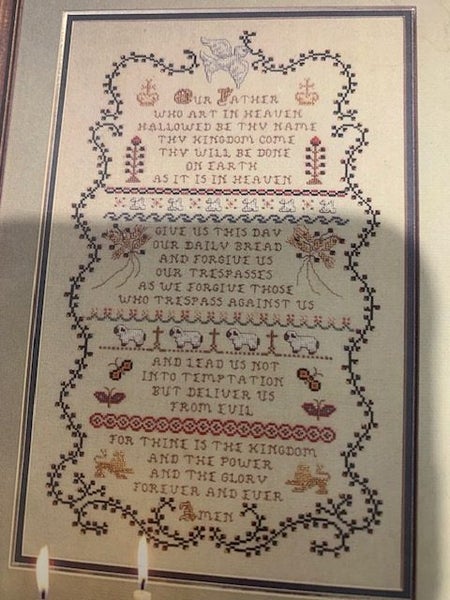 OUR FATHER
WHO ART IN HEAVEN
HALLOWED BE THY NAME
THY KINGDOM COME
THY WILL BE DONE
ON EARTH
AS IT IS IN HEAVEN
GIVE US THIS DAY
OUR DAILY BREAD
AND FORGIVE US
OUR TRESPASSES
AS WE FORGIVE THOSE
WHO TRESPASS AGAINST US
AND LEAD US NOT
INTO TEMPTATION
BUT DELIVER US
FROM EVIL
FOR THINE IS THE KINGDOM
AND THE POWER
AND THE GLORY
FOREVER AND EVER
AMEN